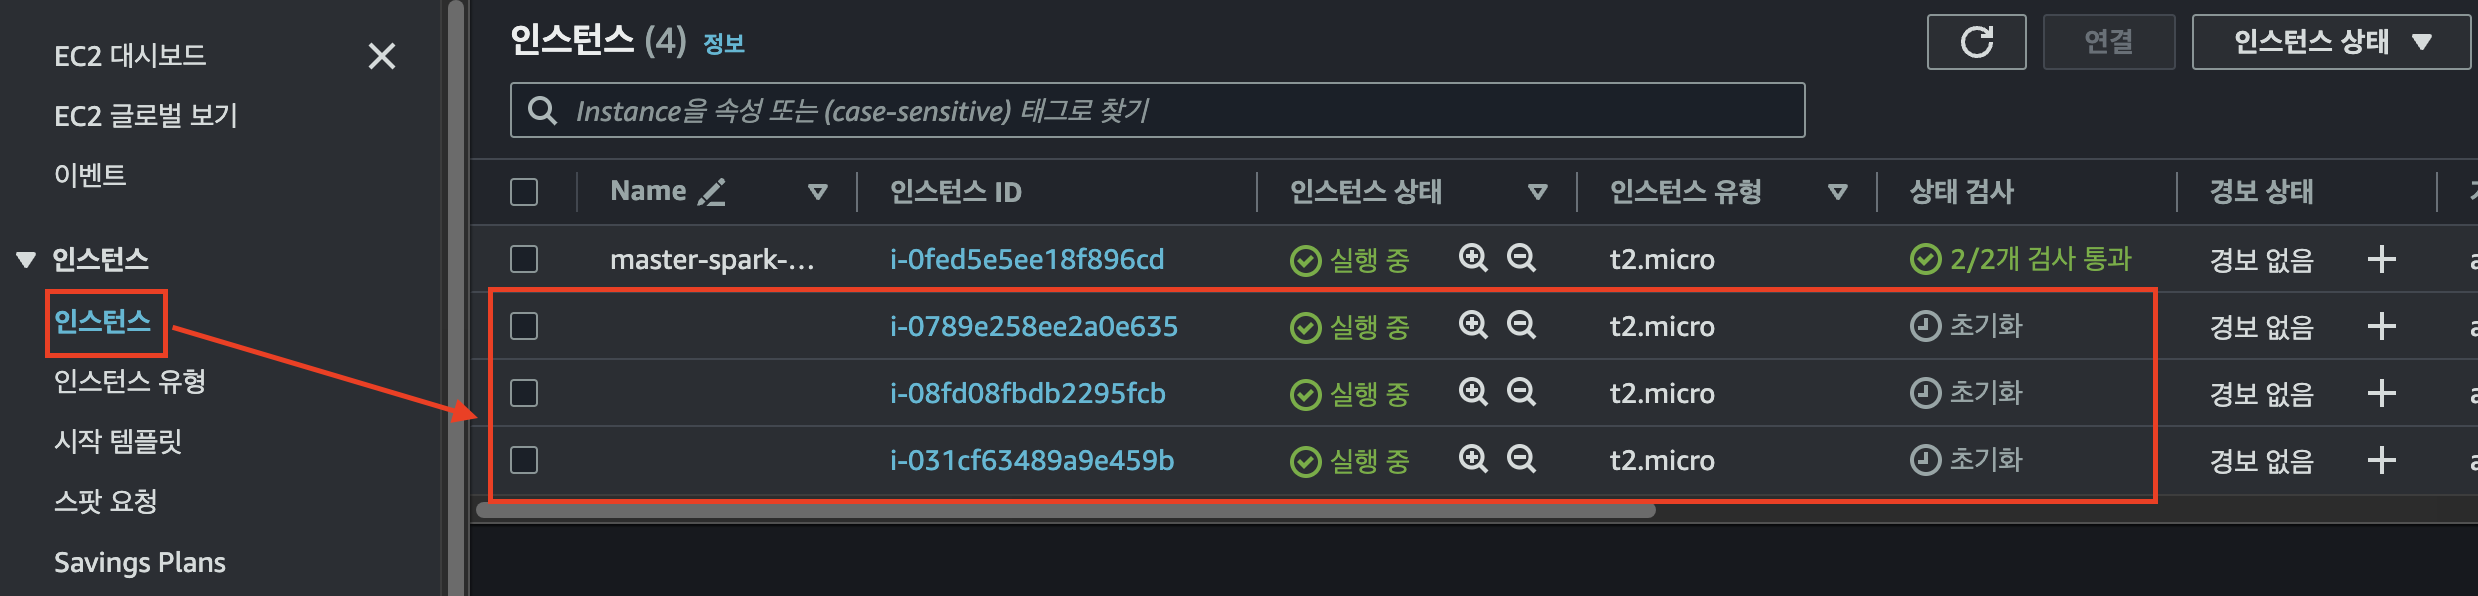 EC2 대시보드
EC2 글로벌 보기
이벤트
인스턴스
인스턴스
인스턴스 유형
시작 템플릿
스팟 요청
Savings Plans
인스턴스 (4) 정보
연결
인스턴스 상태
Instance을 속성 또는 (case-sensitive) 태그로 찾기
Name 인스턴스 ID 인스턴스 상태 인스턴스 유형 상태 검사 경보 상태
master-spark-... i-0fed5e5ee18f896cd 실행 중 t2.micro 2/2개 검사 통과 경보 없음
i-0789e258ee2a0e635 실행 중 t2.micro 초기화 경보 없음
i-08fd08fbdb2295fcb 실행 중 t2.micro 초기화 경보 없음
i-031cf63489a9e459b 실행 중 t2.micro 초기화 경보 없음